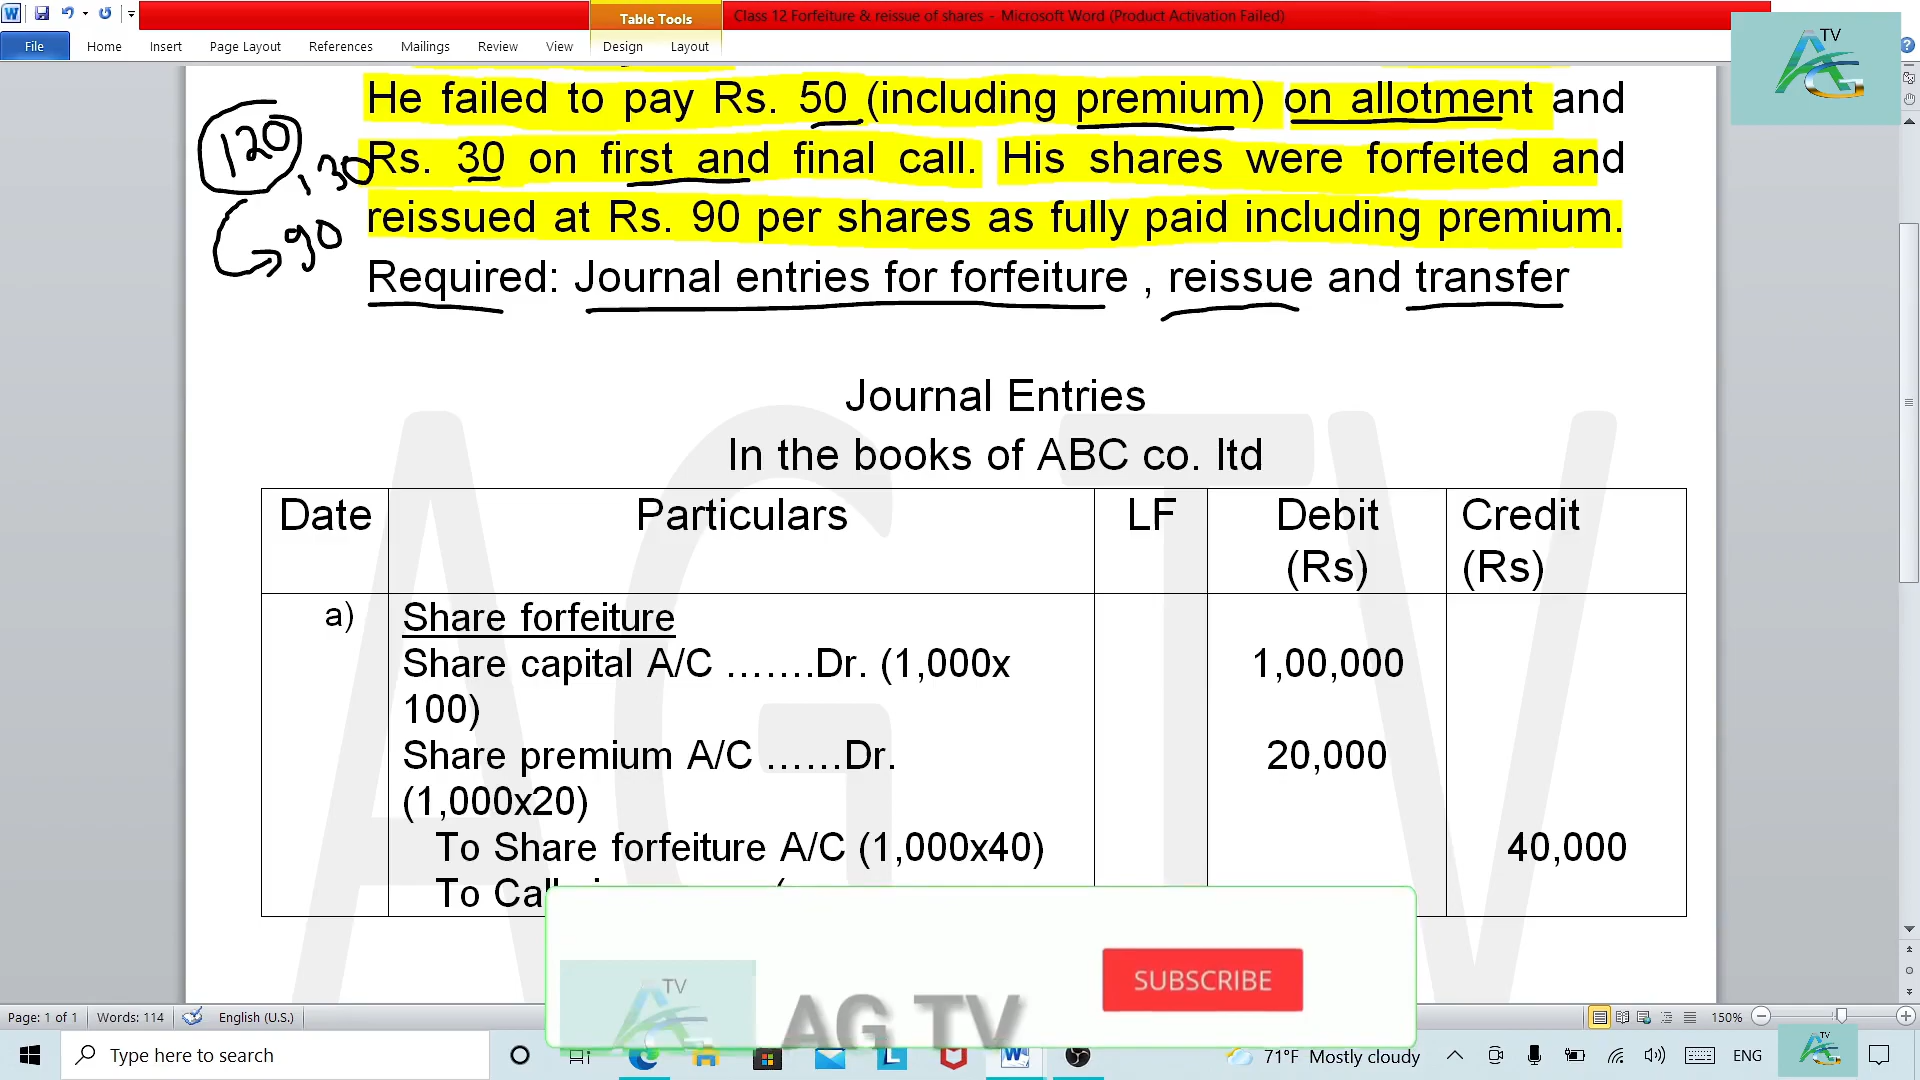 Table Tools
Class 12 Forfeiture & reissue of shares - Microsoft Word (Product Activation Failed)
File Home Insert Page Layout References Mailings Review View Design Layout
TV
He failed to pay Rs. 50 (including premium) on allotment and
120
130
Rs. 30 on first and final call. His shares were forfeited and
90
reissued at Rs. 90 per shares as fully paid including premium.
Required: Journal entries for forfeiture , reissue and transfer
Journal Entries
In the books of ABC co. ltd
Date Particulars LF Debit (Rs) Credit (Rs)
a) Share forfeiture
Share capital A/C .......Dr. (1,000x 1,00,000
100)
Share premium A/C ......Dr. 20,000
(1,000x20)
To Share forfeiture A/C (1,000x40) 40,000
To
AG TV
TV
AG TV
SUBSCRIBE
Page: 1 of 1 Words: 114 English (U.S.) 150%
Type here to search
71°F Mostly cloudy ENG
TV